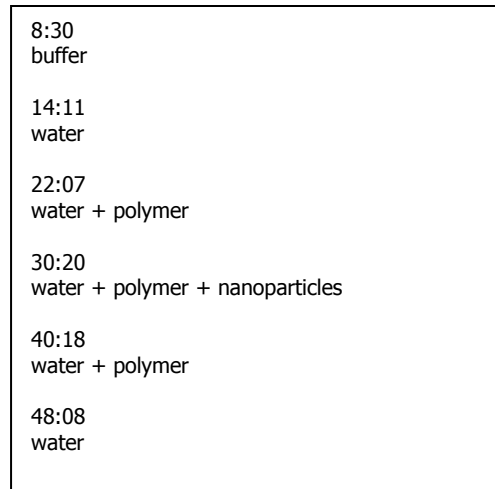 8:30
buffer
14:11
water
22:07
water + polymer
30:20
water + polymer + nanoparticles
40:18
water + polymer
48:08
water